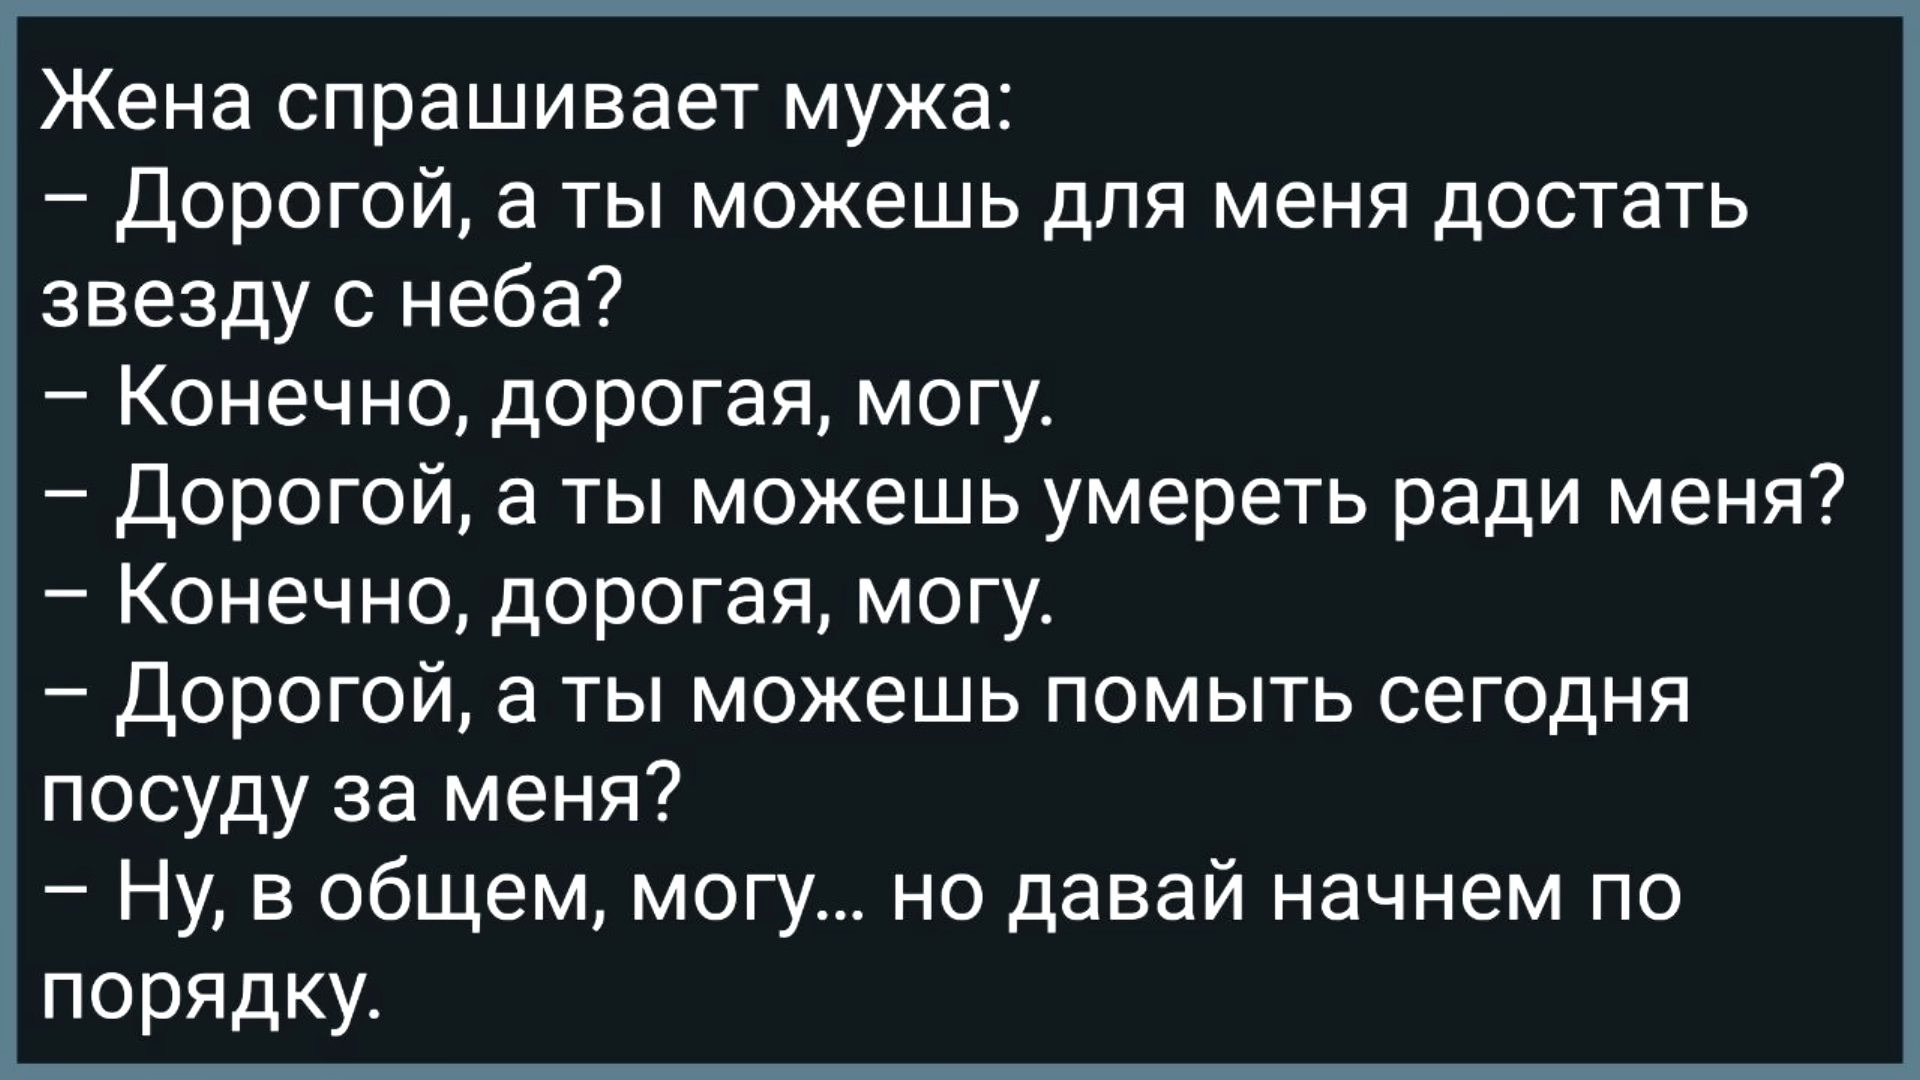 Жена спрашивает мужа:
– Дорогой, а ты можешь для меня достать
звезду с неба?
– Конечно, дорогая, могу.
– Дорогой, а ты можешь умереть ради меня?
– Конечно, дорогая, могу.
– Дорогой, а ты можешь помыть сегодня
посуду за меня?
– Ну, в общем, могу... но давай начнем по
порядку.